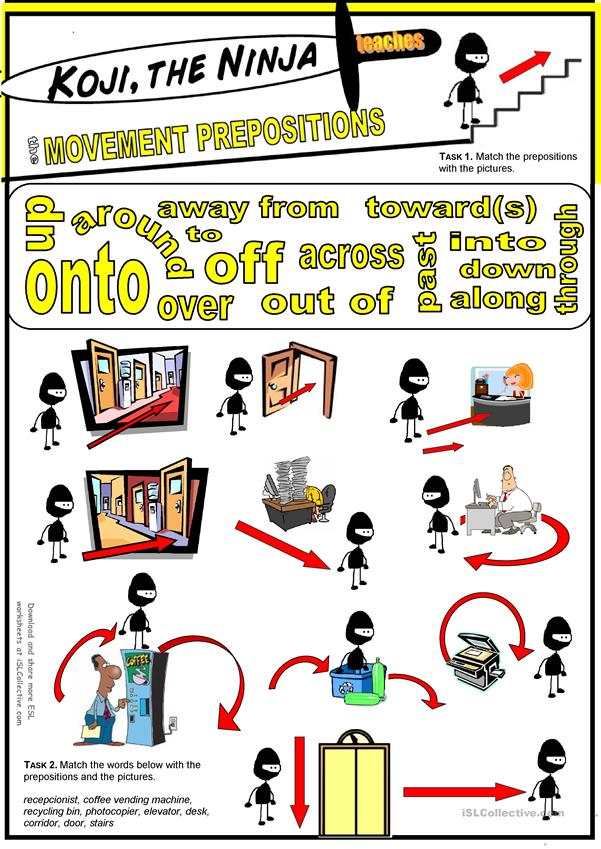 KOJI, THE NINJA
teaches
the MOVEMENT PREPOSITIONS
TASK 1. Match the prepositions
with the pictures.
up
around
away from
toward(s)
to
onto
off
across
past
into
down
through
over
out of
along
COFFEE
Download and share more ESL
worksheets at iSLCollective.com
TASK 2. Match the words below with the
prepositions and the pictures.
recepcionist, coffee vending machine,
recycling bin, photocopier, elevator, desk,
corridor, door, stairs
iSLCollective.com